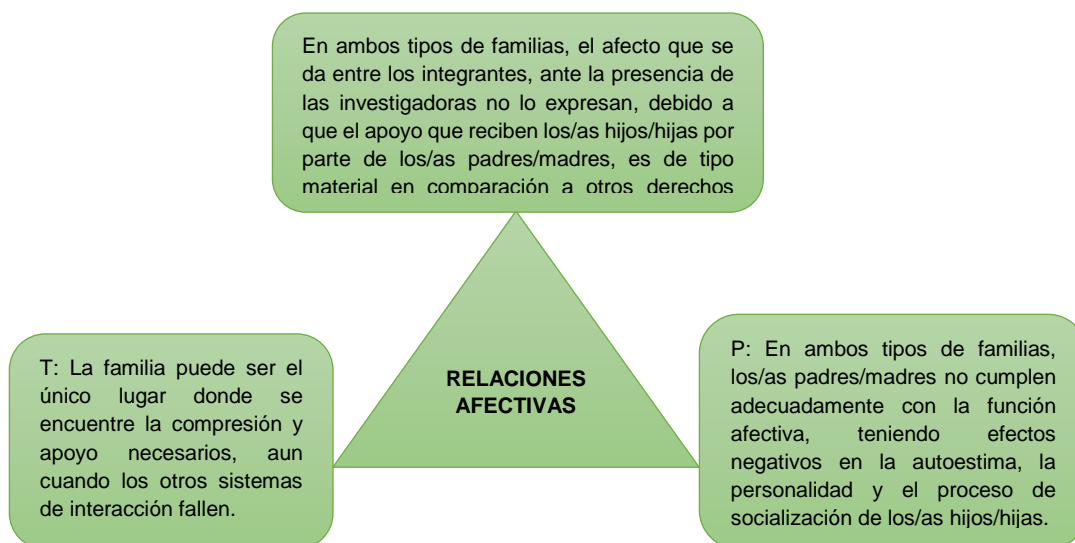 En ambos tipos de familias, el afecto que se
da entre los integrantes, ante la presencia de
las investigadoras no lo expresan, debido a
que el apoyo que reciben los/as hijos/hijas por
parte de los/as padres/madres, es de tipo
material en comparación a otros derechos
RELACIONES
AFECTIVAS
T: La familia puede ser el
único lugar donde se
encuentre la compresión y
apoyo necesarios, aun
cuando los otros sistemas
de interacción fallen.
P: En ambos tipos de familias,
los/as padres/madres no cumplen
adecuadamente con la función
afectiva, teniendo efectos
negativos en la autoestima, la
personalidad y el proceso de
socialización de los/as hijos/hijas.